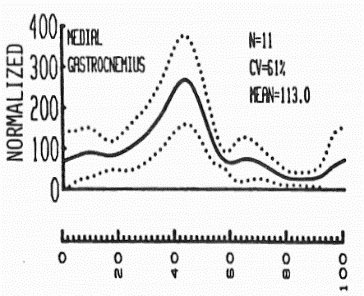 400
300
200
100
0
NORMALIZED
MEDIAL
GASTROCNEMIUS
N=11
CV=61%
MEAN=113.0
0
20
40
60
80
100